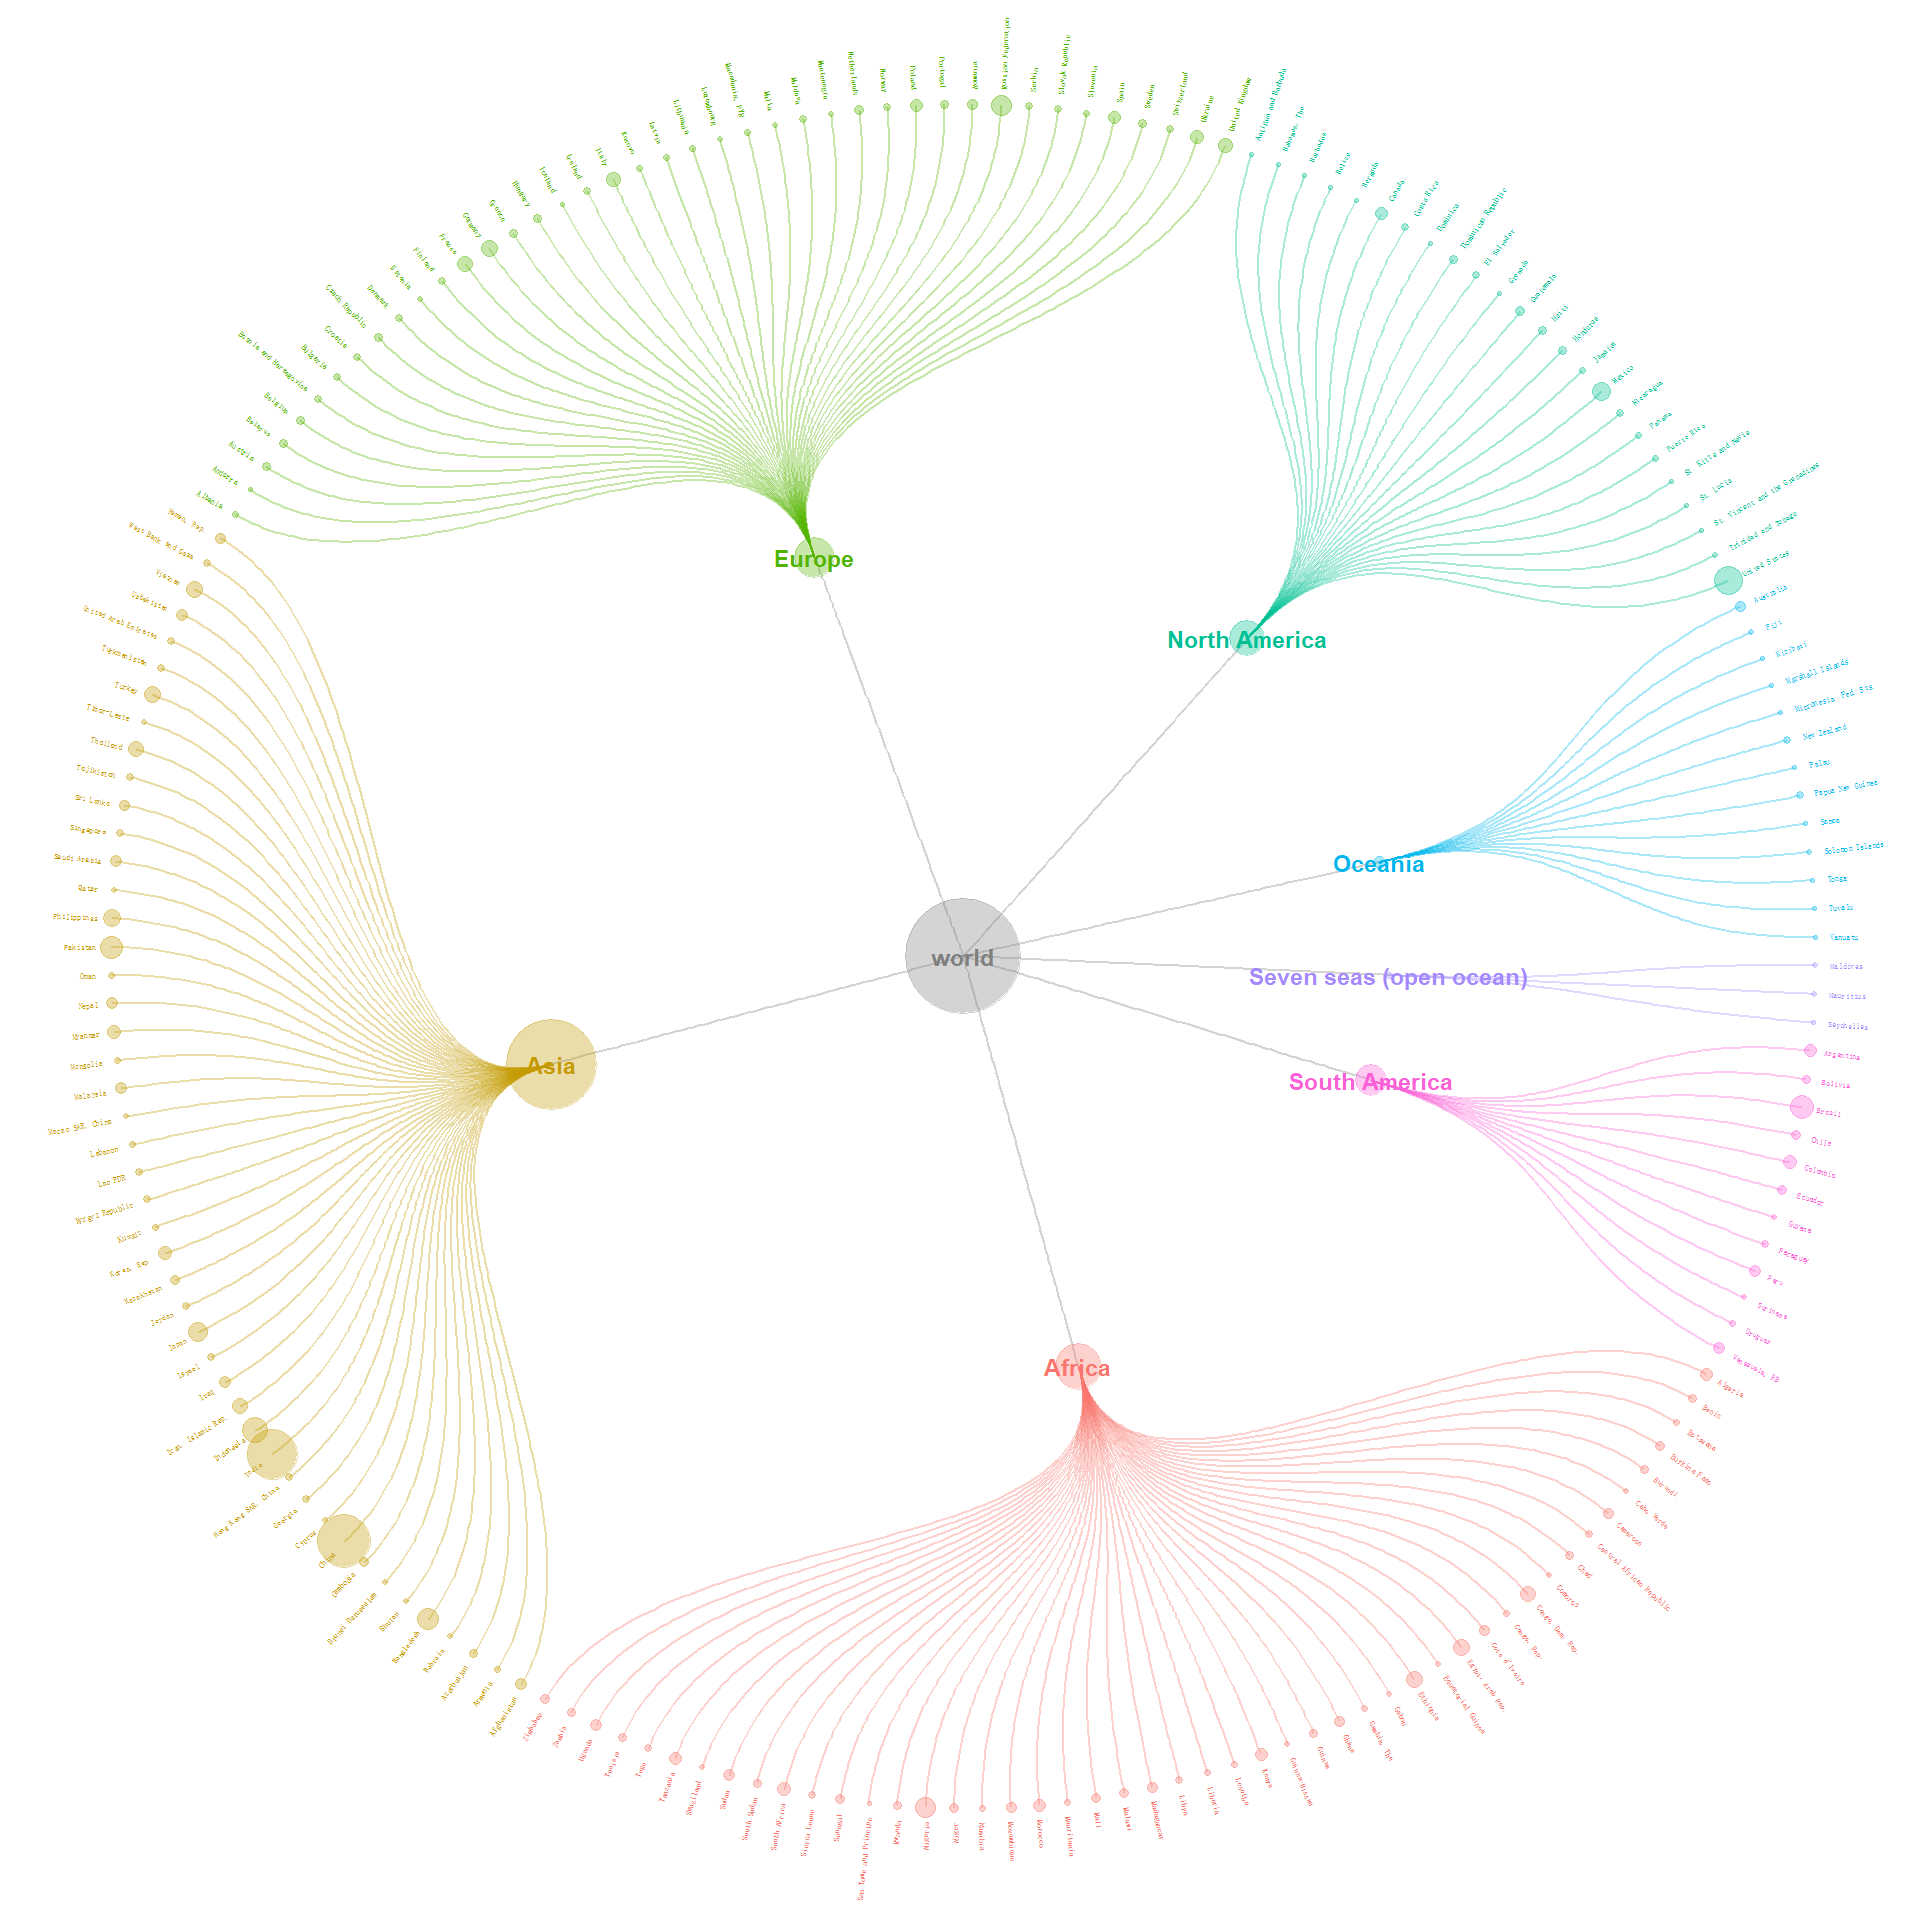 world
Europe
North America
Oceania
Seven seas (open ocean)
South America
Africa
Asia
Albania
Andorra
Austria
Belarus
Belgium
Bosnia and Herzegovina
Bulgaria
Croatia
Czech Republic
Denmark
Estonia
Finland
France
Germany
Greece
Hungary
Iceland
Ireland
Italy
Kosovo
Latvia
Lithuania
Luxembourg
Macedonia, FYR
Malta
Moldova
Montenegro
Netherlands
Norway
Poland
Portugal
Romania
Russian Federation
Serbia
Slovak Republic
Slovenia
Spain
Sweden
Switzerland
Ukraine
United Kingdom
Antigua and Barbuda
Bahamas, The
Barbados
Belize
Bermuda
Canada
Costa Rica
Dominica
Dominican Republic
El Salvador
Grenada
Guatemala
Haiti
Honduras
Jamaica
Mexico
Nicaragua
Panama
Puerto Rico
St. Kitts and Nevis
St. Lucia
St. Vincent and the Grenadines
Trinidad and Tobago
United States
Australia
Fiji
Kiribati
Marshall Islands
Micronesia, Fed. Sts.
New Zealand
Palau
Papua New Guinea
Samoa
Solomon Islands
Tonga
Tuvalu
Vanuatu
Maldives
Mauritius
Seychelles
Argentina
Bolivia
Brazil
Chile
Colombia
Ecuador
Guyana
Paraguay
Peru
Suriname
Uruguay
Venezuela, RB
Algeria
Benin
Botswana
Burkina Faso
Burundi
Cabo Verde
Cameroon
Central African Republic
Chad
Comoros
Congo, Dem. Rep.
Congo, Rep.
Cote d'Ivoire
Egypt, Arab Rep.
Equatorial Guinea
Ethiopia
Gabon
Gambia, The
Ghana
Guinea
Guinea-Bissau
Kenya
Lesotho
Liberia
Libya
Madagascar
Malawi
Mali
Mauritania
Morocco
Mozambique
Namibia
Niger
Nigeria
Rwanda
Sao Tome and Principe
Senegal
Sierra Leone
South Africa
South Sudan
Sudan
Swaziland
Tanzania
Togo
Tunisia
Uganda
Zambia
Zimbabwe
Afghanistan
Armenia
Azerbaijan
Bahrain
Bangladesh
Bhutan
Brunei Darussalam
Cambodia
China
Cyprus
Georgia
Hong Kong SAR, China
India
Indonesia
Iran, Islamic Rep.
Iraq
Israel
Japan
Jordan
Kazakhstan
Korea, Rep.
Kuwait
Kyrgyz Republic
Lao PDR
Lebanon
Macao SAR, China
Malaysia
Mongolia
Myanmar
Nepal
Oman
Pakistan
Philippines
Qatar
Saudi Arabia
Singapore
Sri Lanka
Tajikistan
Thailand
Timor-Leste
Turkey
Turkmenistan
United Arab Emirates
Uzbekistan
Vietnam
West Bank and Gaza
Yemen, Rep.